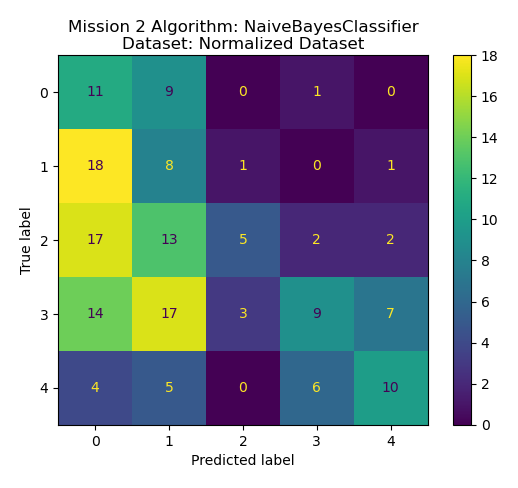 Mission 2 Algorithm: NaiveBayesClassifier
Dataset: Normalized Dataset
True label
0 11 9 0 1 0
1 18 8 1 0 1
2 17 13 5 2 2
3 14 17 3 9 7
4 4 5 0 6 10
0 1 2 3 4
Predicted label
18
16
14
12
10
8
6
4
2
0